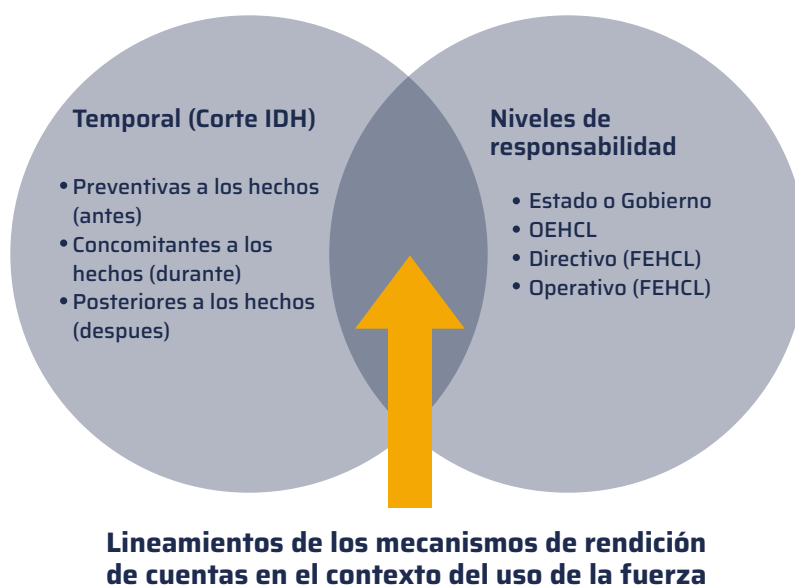 Temporal (Corte IDH)
• Preventivas a los hechos
(antes)
• Concomitantes a los
hechos (durante)
• Posteriores a los hechos
(despues)
Niveles de
responsabilidad
• Estado o Gobierno
• OEHCL
• Directivo (FEHCL)
• Operativo (FEHCL)
Lineamientos de los mecanismos de rendición
de cuentas en el contexto del uso de la fuerza